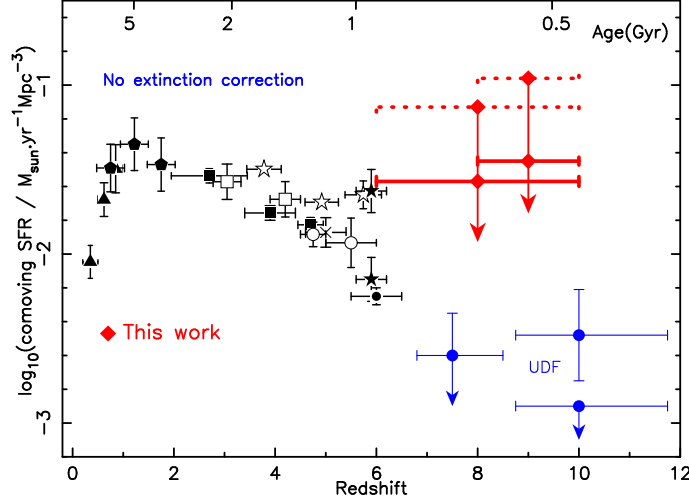 5 2 1 0.5
Age(Gyr)
No extinction correction
log10(comoving SFR / Msun.yr−1Mpc−3)
−1
−2
−3
This work
UDF
0 2 4 6 8 10 12
Redshift